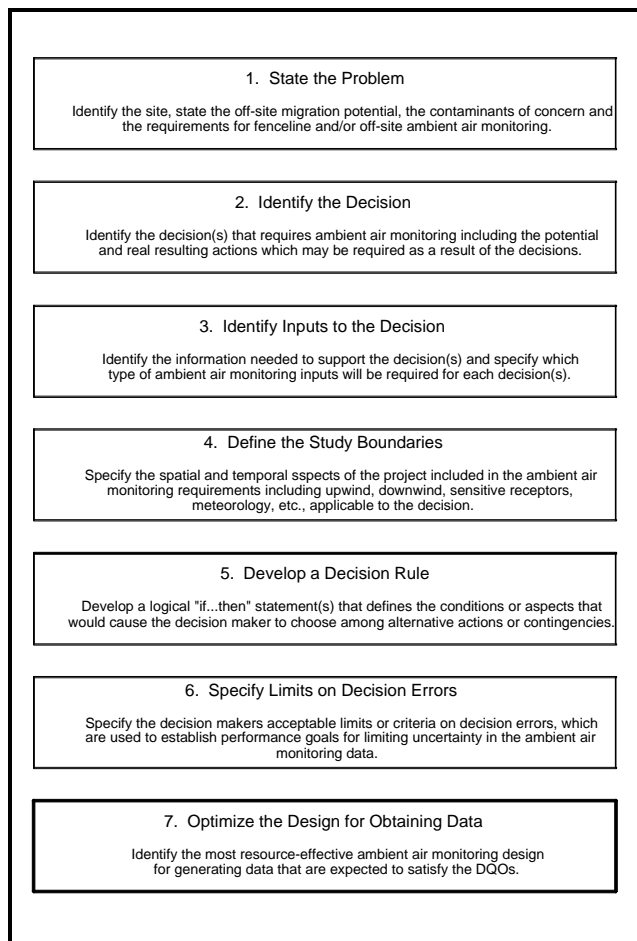 1. State the Problem
Identify the site, state the off-site migration potential, the contaminants of concern and
the requirements for fenceline and/or off-site ambient air monitoring.
2. Identify the Decision
Identify the decision(s) that requires ambient air monitoring including the potential
and real resulting actions which may be required as a result of the decisions.
3. Identify Inputs to the Decision
Identify the information needed to support the decision(s) and specify which
type of ambient air monitoring inputs will be required for each decision(s).
4. Define the Study Boundaries
Specify the spatial and temporal sspects of the project included in the ambient air
monitoring requirements including upwind, downwind, sensitive receptors,
meteorology, etc., applicable to the decision.
5. Develop a Decision Rule
Develop a logical "if...then" statement(s) that defines the conditions or aspects that
would cause the decision maker to choose among alternative actions or contingencies.
6. Specify Limits on Decision Errors
Specify the decision makers acceptable limits or criteria on decision errors, which
are used to establish performance goals for limiting uncertainty in the ambient air
monitoring data.
7. Optimize the Design for Obtaining Data
Identify the most resource-effective ambient air monitoring design
for generating data that are expected to satisfy the DQOs.